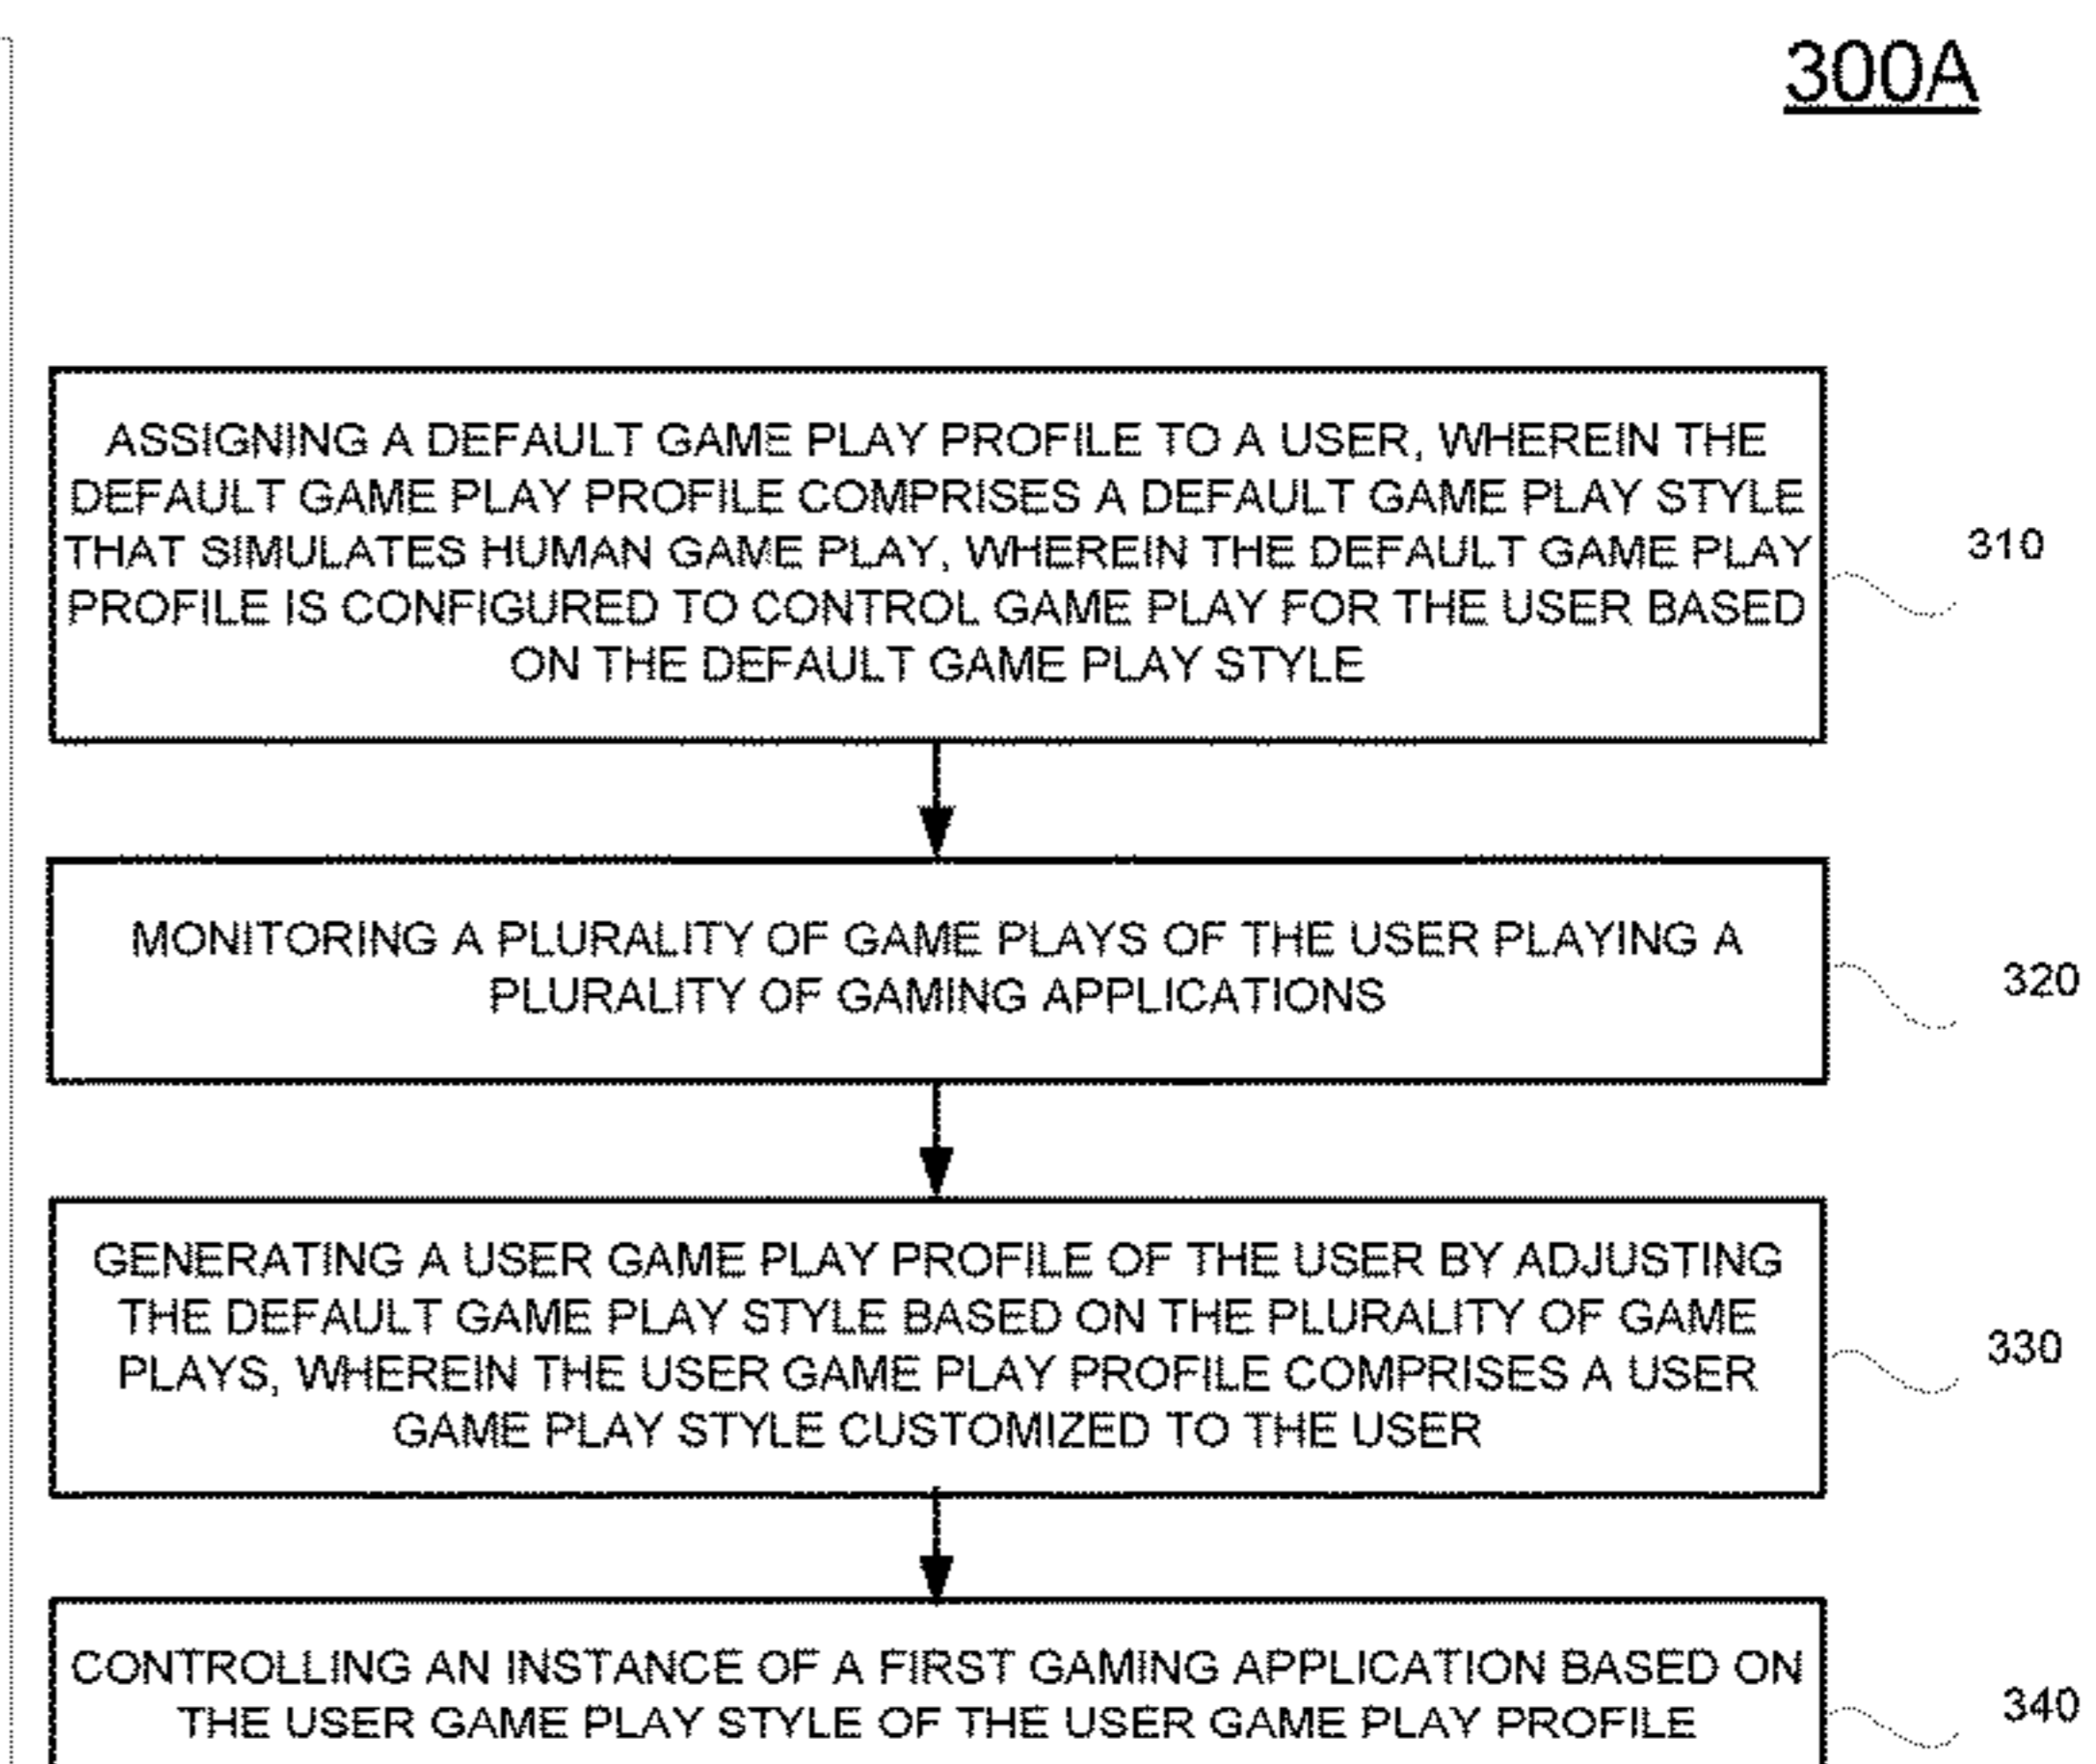 300A
ASSIGNING A DEFAULT GAME PLAY PROFILE TO A USER, WHEREIN THE
DEFAULT GAME PLAY PROFILE COMPRISES A DEFAULT GAME PLAY STYLE
THAT SIMULATES HUMAN GAME PLAY, WHEREIN THE DEFAULT GAME PLAY
PROFILE IS CONFIGURED TO CONTROL GAME PLAY FOR THE USER BASED
ON THE DEFAULT GAME PLAY STYLE
310
MONITORING A PLURALITY OF GAME PLAYS OF THE USER PLAYING A
PLURALITY OF GAMING APPLICATIONS
320
GENERATING A USER GAME PLAY PROFILE OF THE USER BY ADJUSTING
THE DEFAULT GAME PLAY STYLE BASED ON THE PLURALITY OF GAME
PLAYS, WHEREIN THE USER GAME PLAY PROFILE COMPRISES A USER
GAME PLAY STYLE CUSTOMIZED TO THE USER
330
CONTROLLING AN INSTANCE OF A FIRST GAMING APPLICATION BASED ON
THE USER GAME PLAY STYLE OF THE USER GAME PLAY PROFILE
340